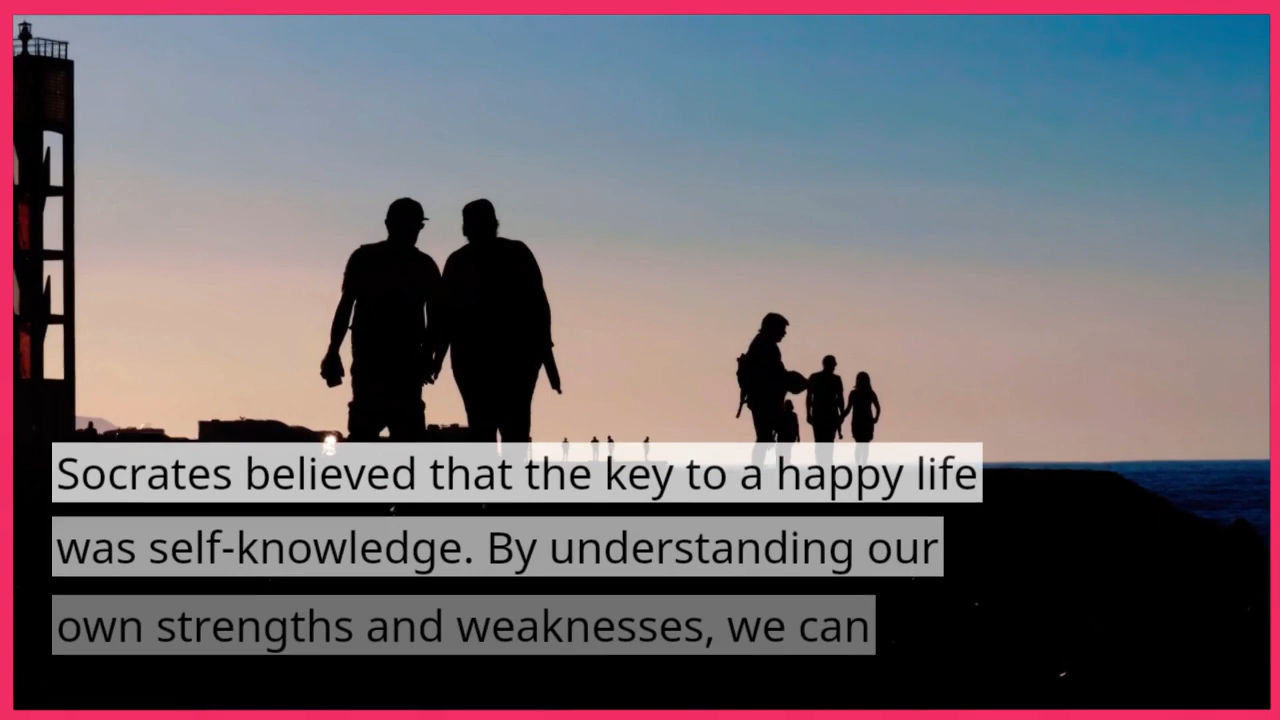 Socrates believed that the key to a happy life
was self-knowledge. By understanding our
own strengths and weaknesses, we can